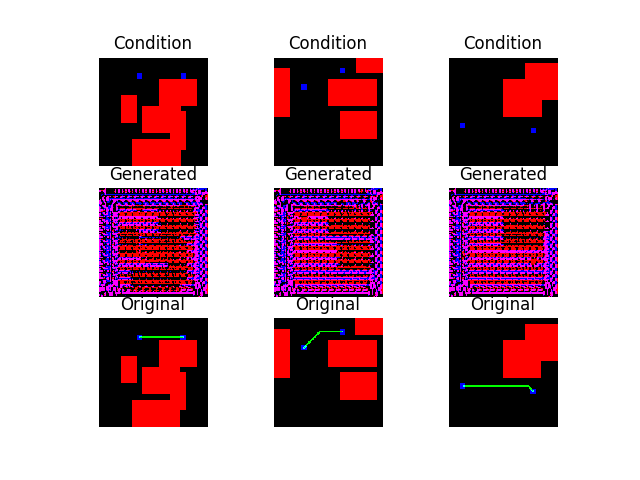 Condition Condition Condition
Generated Generated Generated
Original Original Original